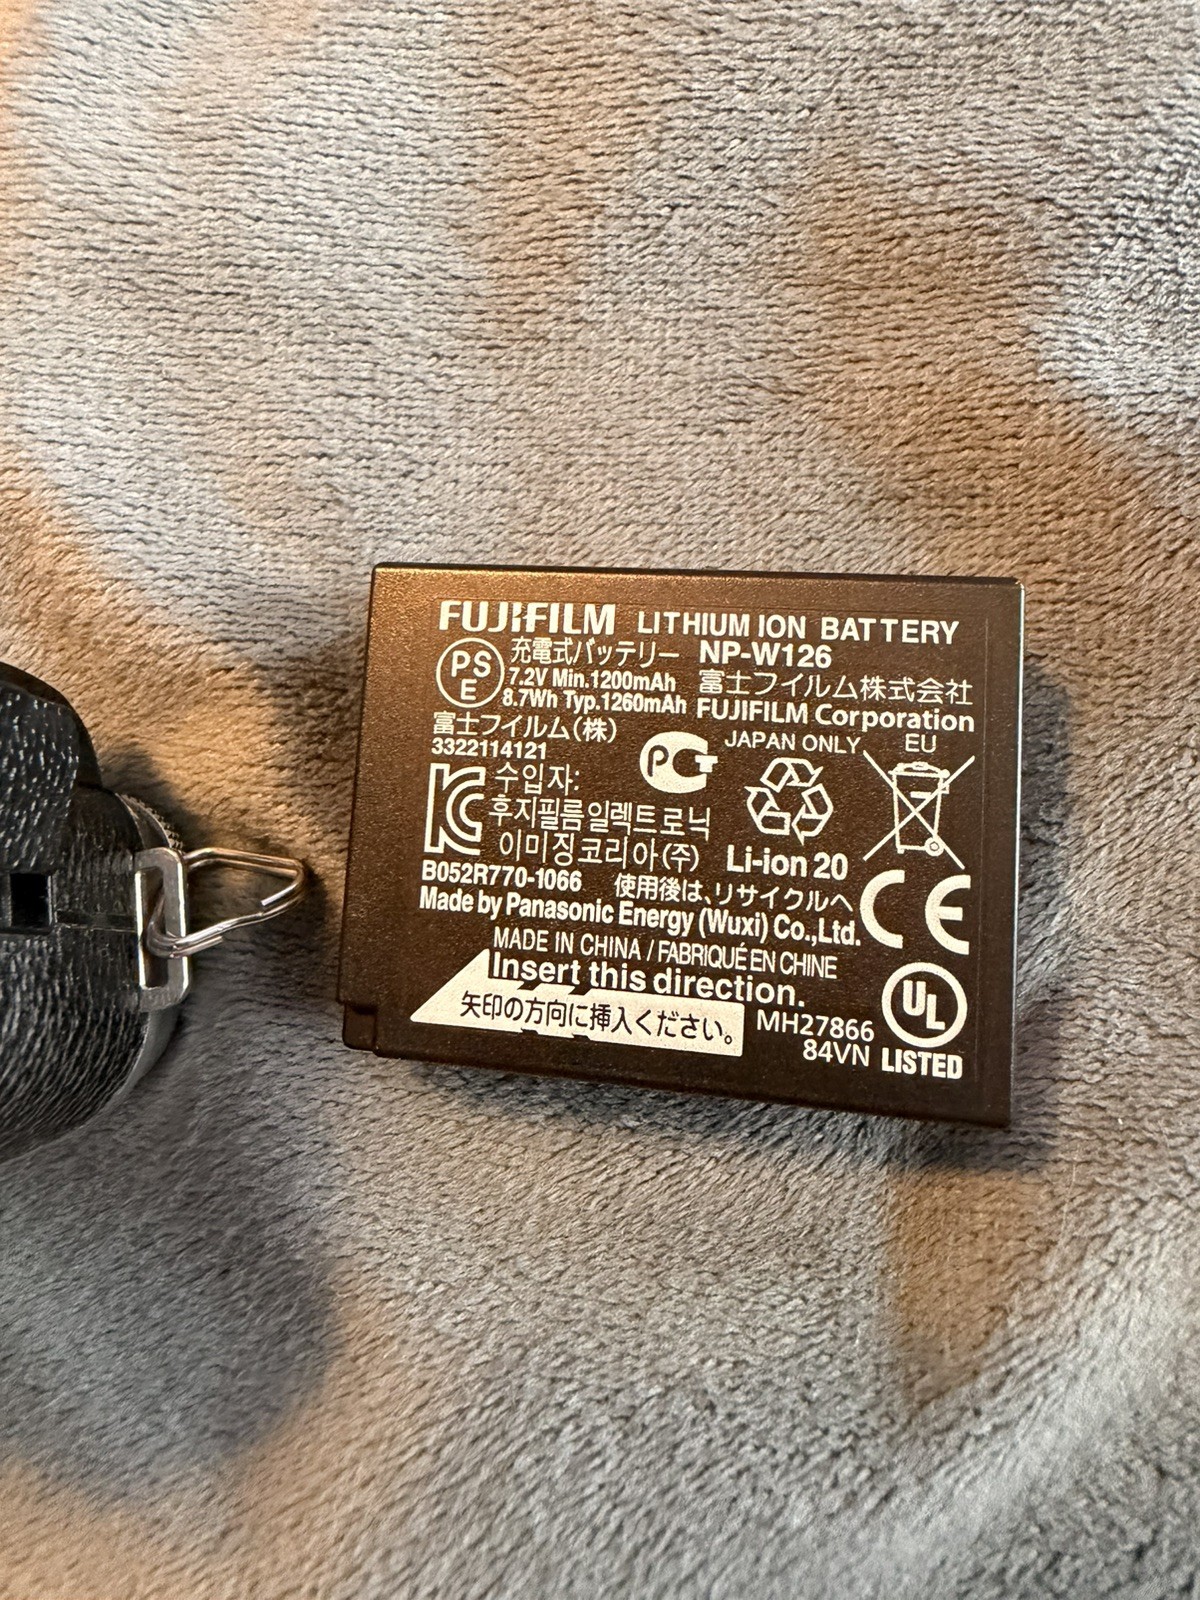 FUJIFILM LITHIUM ION BATTERY
PS E
充電式バッテリー NP-W126
7.2V Min.1200mAh 富士フイルム株式会社
8.7Wh Typ.1260mAh FUJIFILM Corporation
富士フイルム(株)
3322114121
PCT
JAPAN ONLY
EU
KC
수입자:
후지필름일렉트로닉
이미징코리아(주)
Li-ion 20
B052R770-1066 使用後は、リサイクルへ
Made by Panasonic Energy (Wuxi) Co.,Ltd.
CE
MADE IN CHINA / FABRIQUÉ EN CHINE
Insert this direction.
矢印の方向に挿入ください。
MH27866
84VN
UL
LISTED